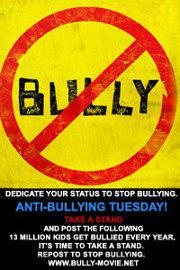 BULLY
DEDICATE YOUR STATUS TO STOP BULLYING.
ANTI-BULLYING TUESDAY!
TAKE A STAND
AND POST THE FOLLOWING
13 MILLION KIDS GET BULLIED EVERY YEAR.
IT'S TIME TO TAKE A STAND.
REPOST TO STOP BULLYING.
WWW.BULLY-MOVIE.NET